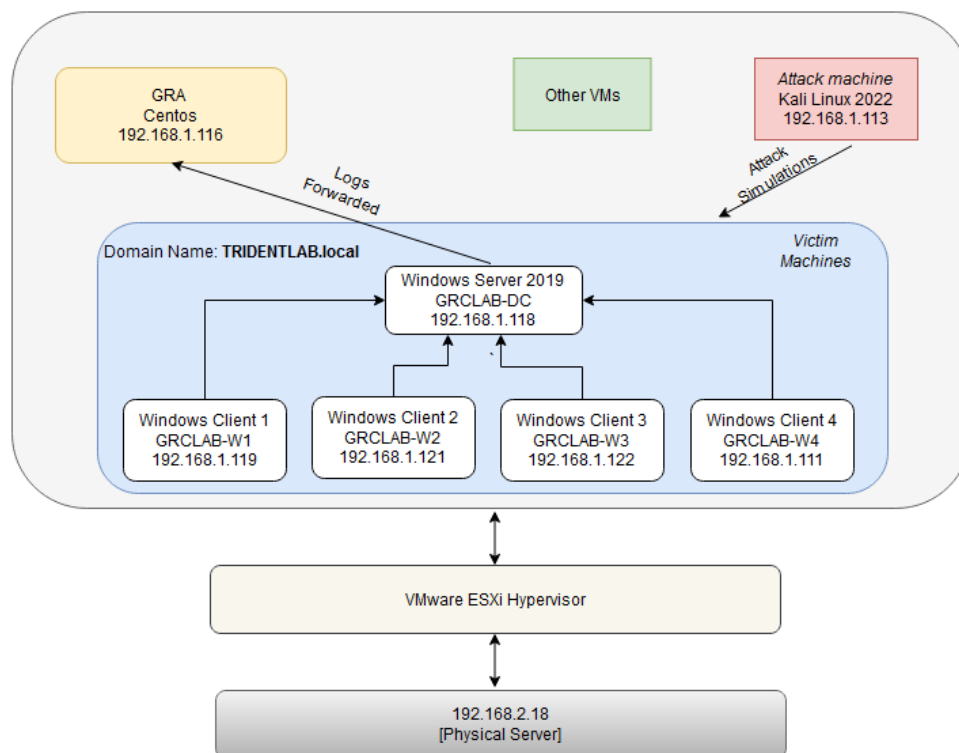 GRA
Centos
192.168.1.116
Other VMs
Attack machine
Kali Linux 2022
192.168.1.113
Logs
Forwarded
Attack
Simulations
Domain Name: TRIDENTLAB.local
Victim
Machines
Windows Server 2019
GRCLAB-DC
192.168.1.118
Windows Client 1
GRCLAB-W1
192.168.1.119
Windows Client 2
GRCLAB-W2
192.168.1.121
Windows Client 3
GRCLAB-W3
192.168.1.122
Windows Client 4
GRCLAB-W4
192.168.1.111
VMware ESXi Hypervisor
192.168.2.18
[Physical Server]